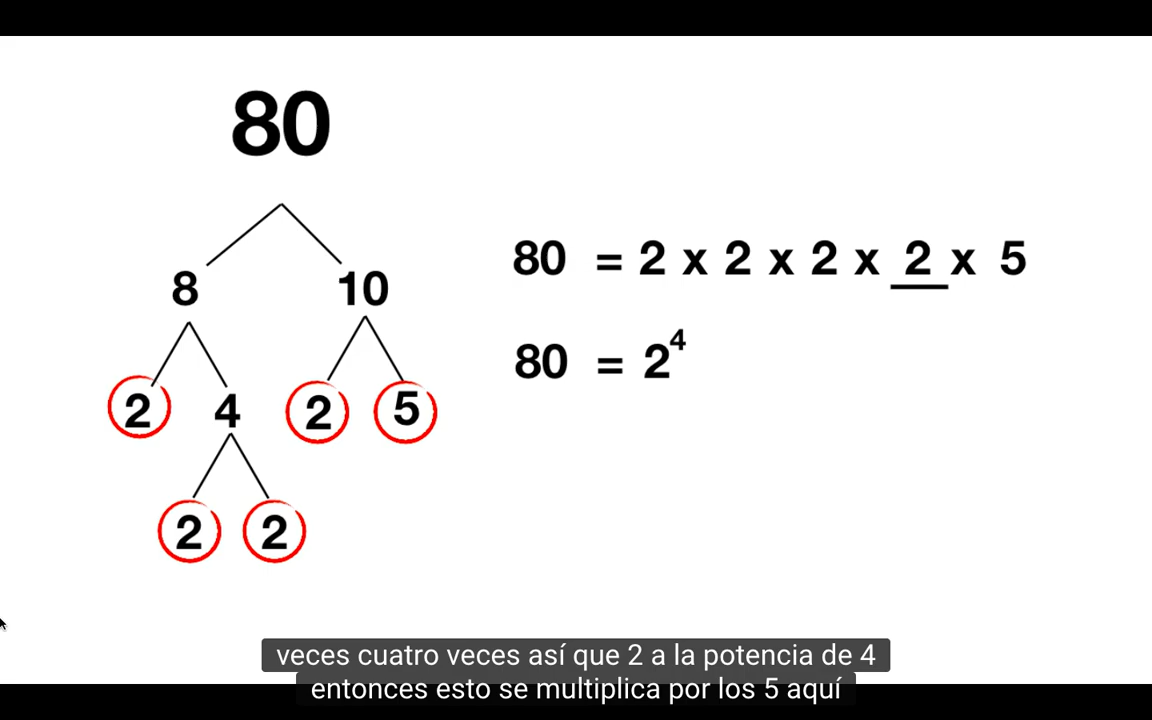 80
8 10
80 = 2 x 2 x 2 x 2 x 5
80 = 2⁴
2 4 2 5
2 2
veces cuatro veces así que 2 a la potencia de 4
entonces esto se multiplica por los 5 aquí